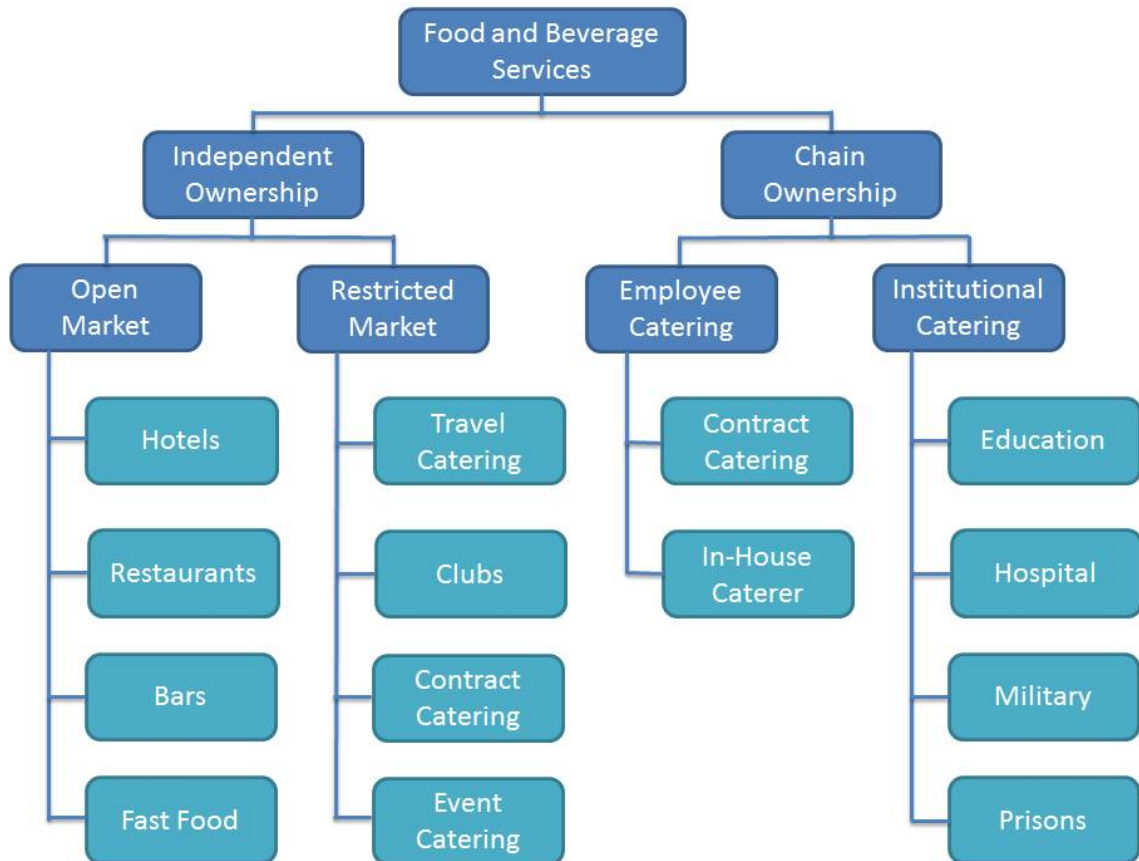 Food and Beverage
Services
Independent
Ownership
Chain
Ownership
Open
Market
Restricted
Market
Employee
Catering
Institutional
Catering
Hotels
Travel
Catering
Contract
Catering
Education
Restaurants
Clubs
In-House
Caterer
Hospital
Bars
Contract
Catering
Military
Fast Food
Event
Catering
Prisons